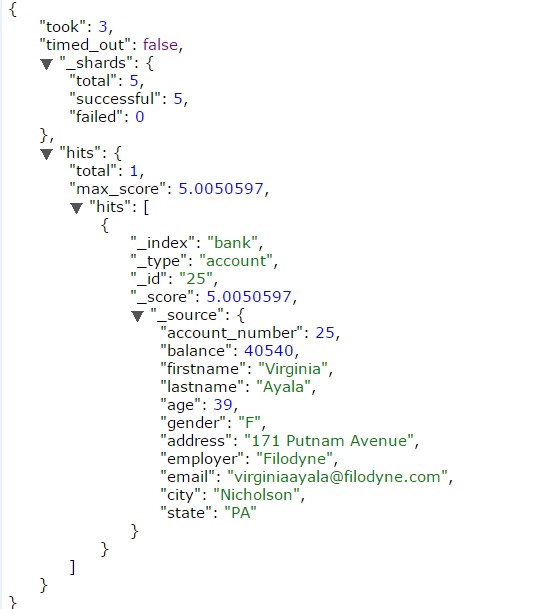 {
"took": 3,
"timed_out": false,
"_shards": {
"total": 5,
"successful": 5,
"failed": 0
},
"hits": {
"total": 1,
"max_score": 5.0050597,
"hits": [
{
"_index": "bank",
"_type": "account",
"_id": "25",
"_score": 5.0050597,
"_source": {
"account_number": 25,
"balance": 40540,
"firstname": "Virginia",
"lastname": "Ayala",
"age": 39,
"gender": "F",
"address": "171 Putnam Avenue",
"employer": "Filodyne",
"email": "virginiaayala@filodyne.com",
"city": "Nicholson",
"state": "PA"
}
}
]
}
}